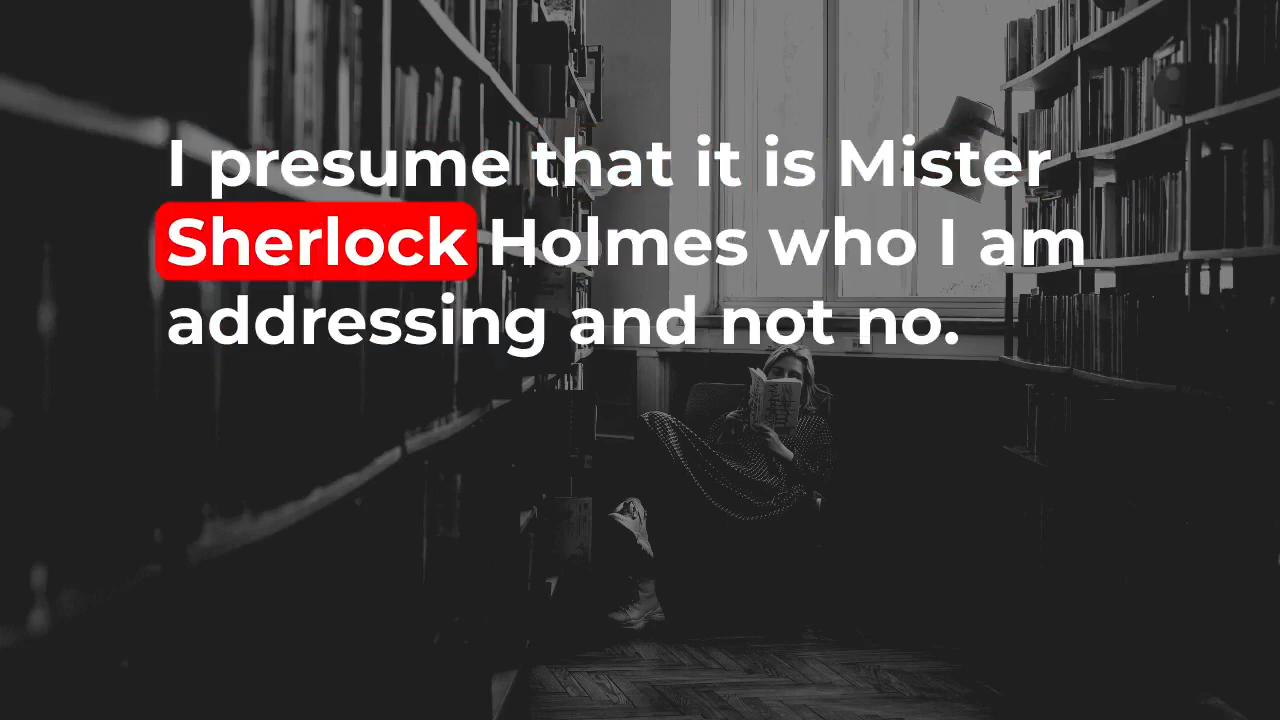 I presume that it is Mister
Sherlock Holmes who I am
addressing and not no.